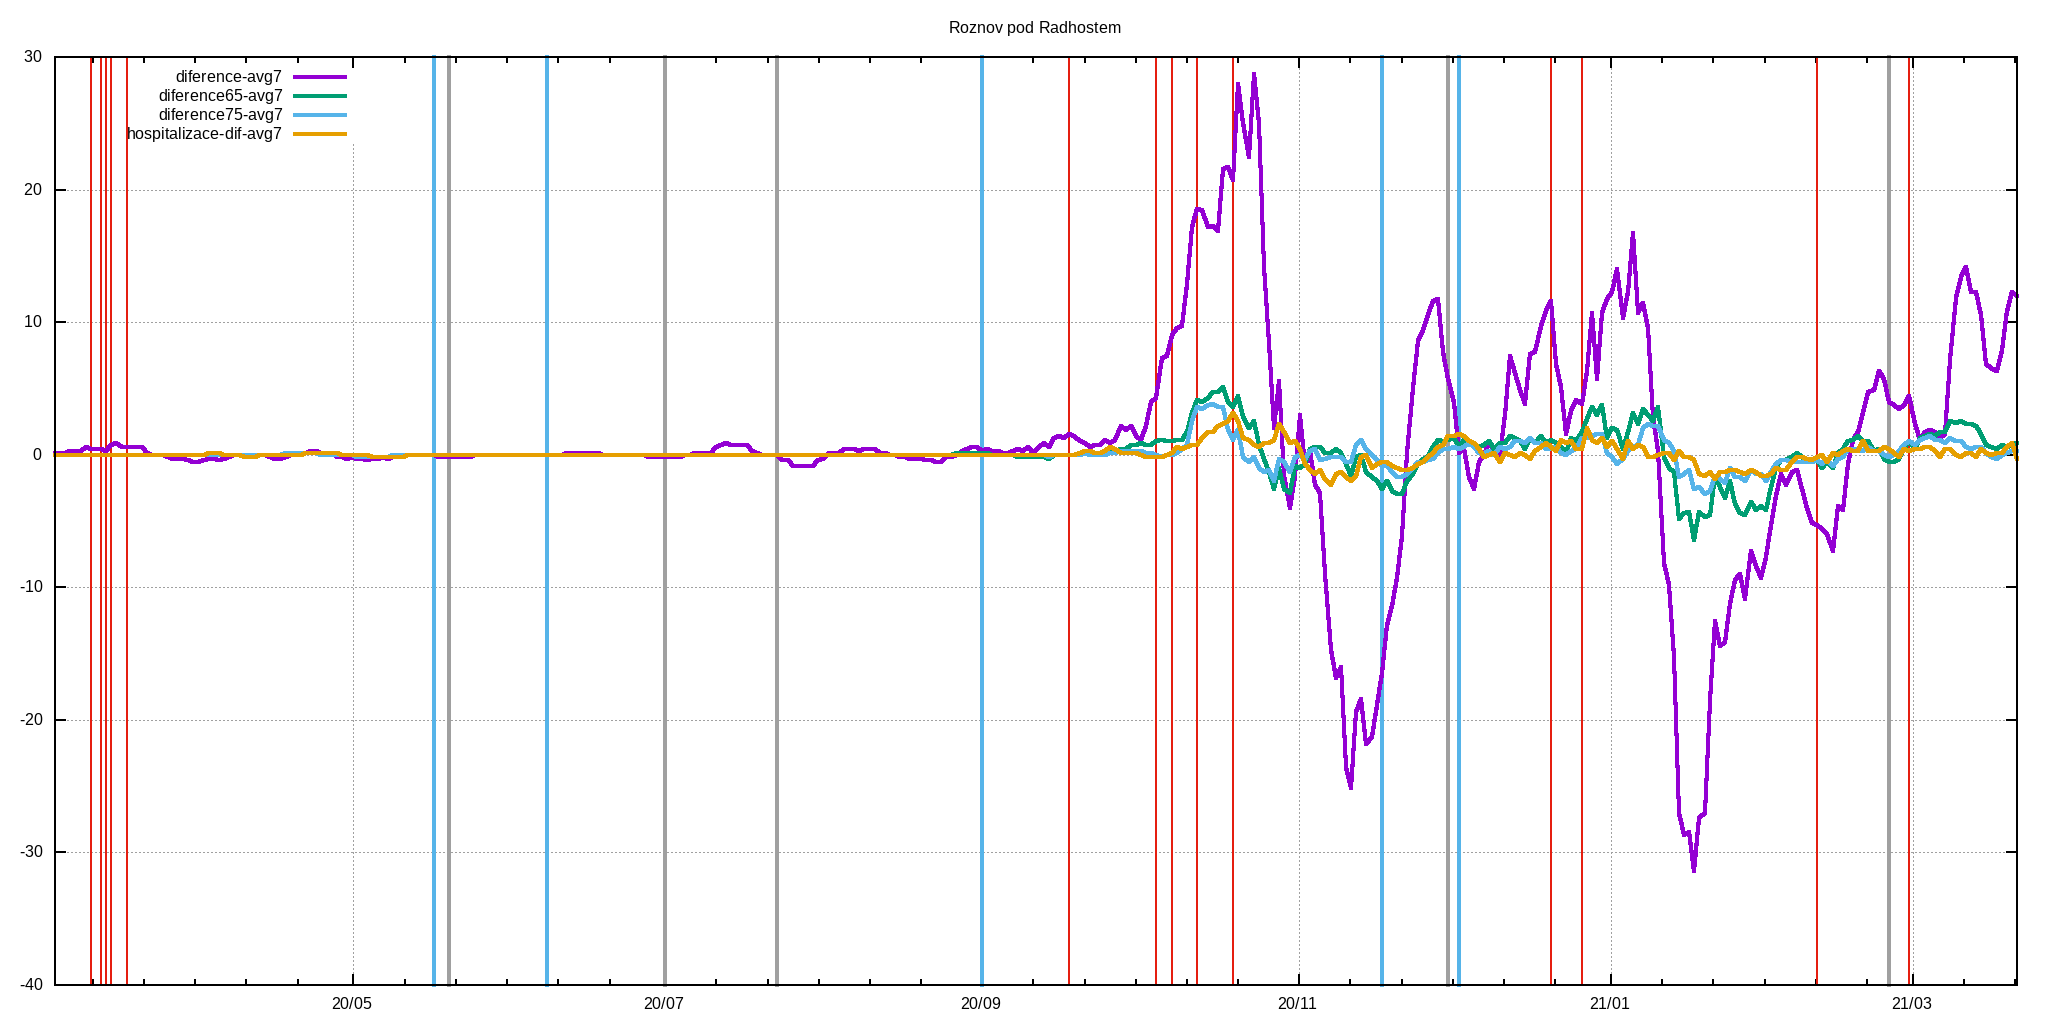 Roznov pod Radhostem
30
20
10
0
-10
-20
-30
-40
diference-avg7
diference65-avg7
diference75-avg7
hospitalizace-dif-avg7
20/05
20/07
20/09
20/11
21/01
21/03